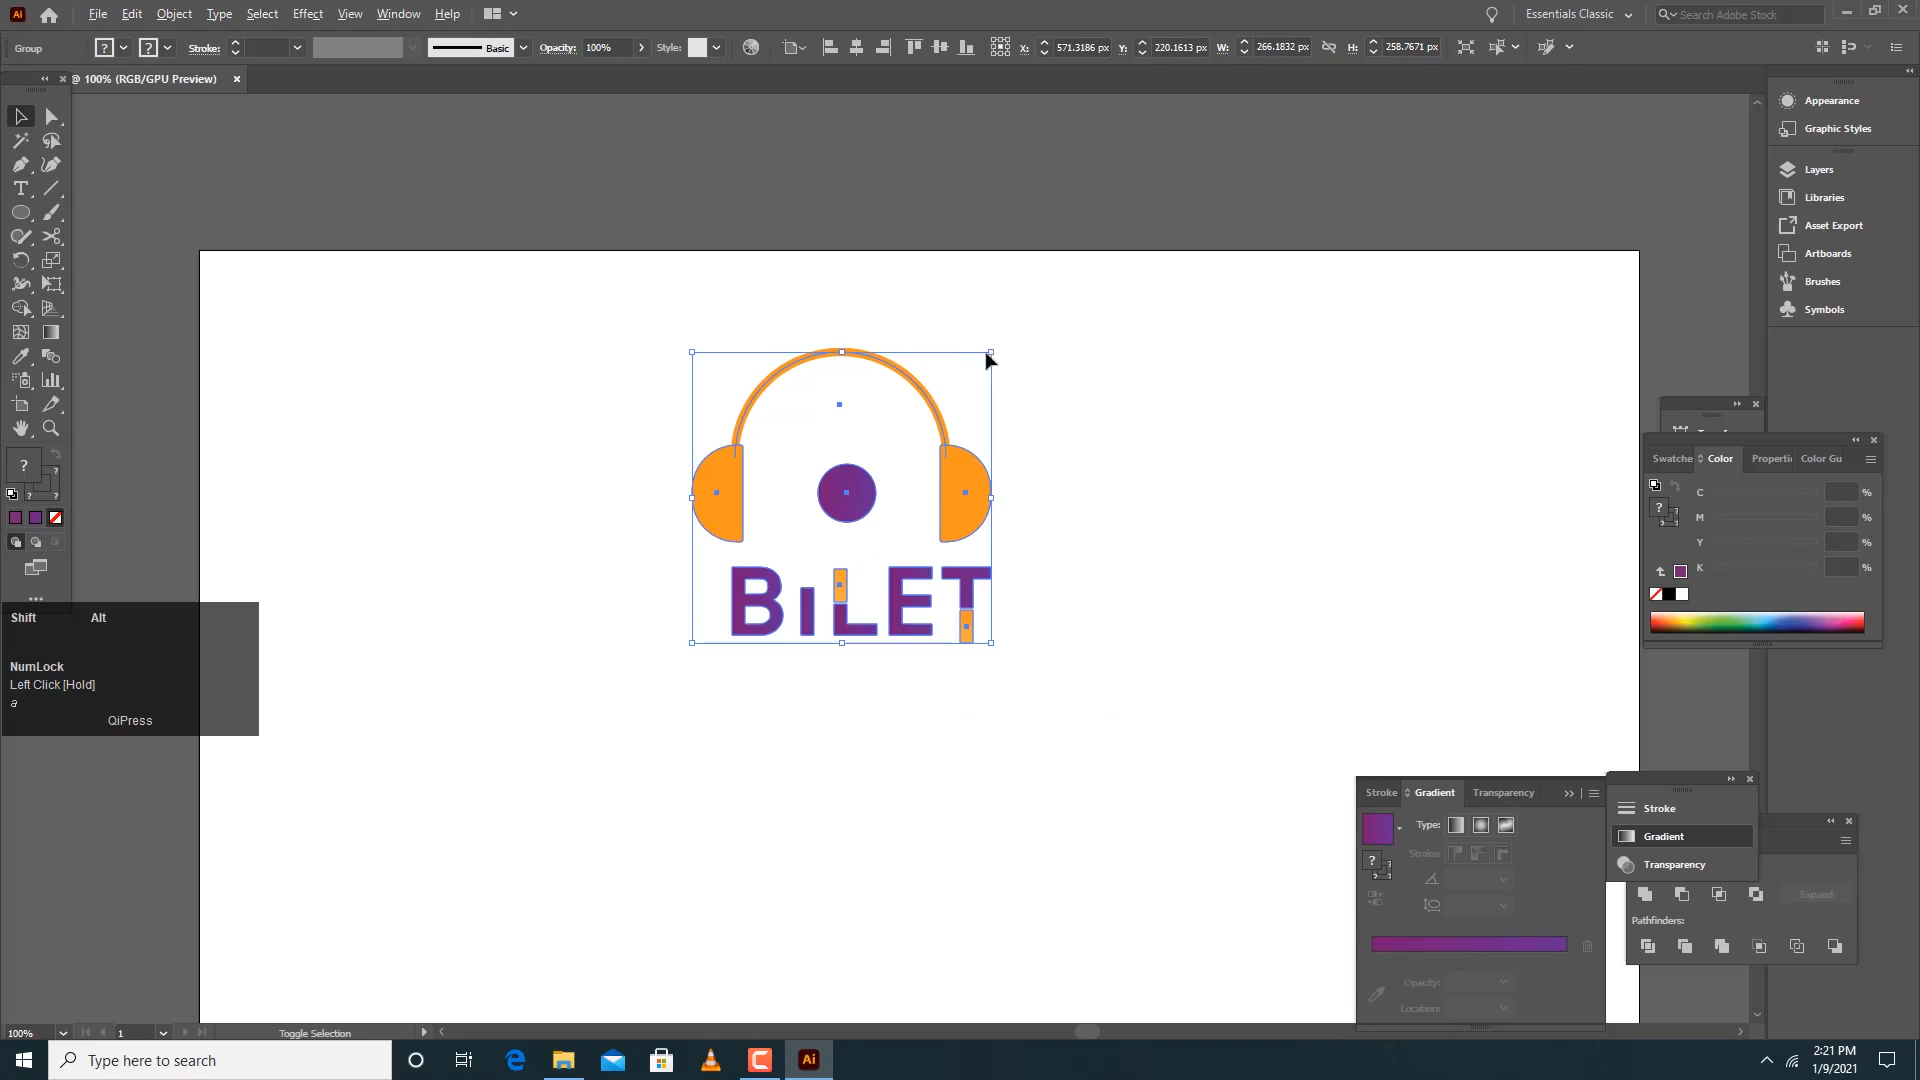 Ai File Edit Object Type Select Effect View Window Help Essentials Classic Search Adobe Stock
Group ? ? Stroke: Basic Opacity: 100% Style: X: 571.3186 px Y: 220.1613 px W: 266.1832 px H: 258.7671 px
@ 100% (RGB/GPU Preview)
Appearance
Graphic Styles
Layers
Libraries
Asset Export
Artboards
Brushes
Symbols
Swatche Color Properti Color Gu
C %
M %
Y %
K %
BiLET
Shift Alt
NumLock
Left Click [Hold]
a
QiPress
Stroke Gradient Transparency
Type:
Stroke:
Opacity:
Location:
Stroke
Gradient
Transparency
Expand
Pathfinders:
100% 1 Toggle Selection
Type here to search
Ai
2:21 PM
1/9/2021